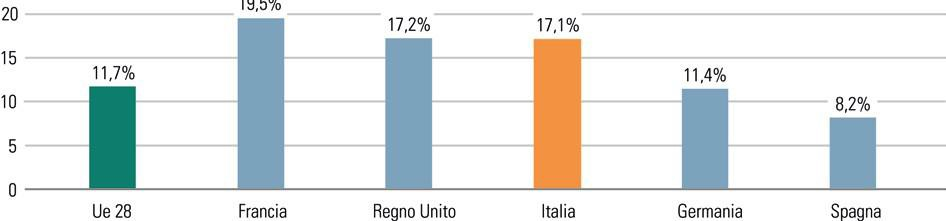 20
19,5%
17,2%
17,1%
15
11,7%
11,4%
10
8,2%
5
0
Ue 28
Francia
Regno Unito
Italia
Germania
Spagna